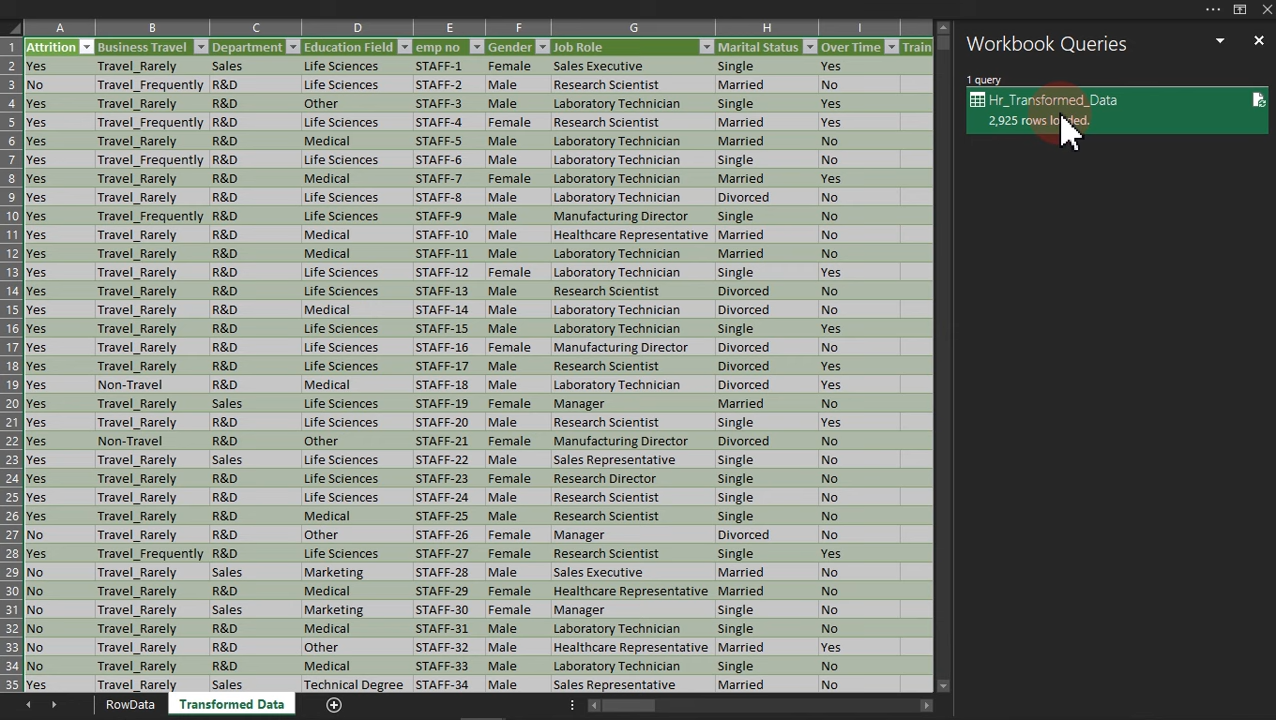 Workbook Queries
1 query
Hr_Transformed_Data
2,925 rows loaded.
A B C D E F G H I
1 Attrition Business Travel Department Education Field emp no Gender Job Role Marital Status Over Time Train
2 Yes Travel_Rarely Sales Life Sciences STAFF-1 Female Sales Executive Single Yes
3 No Travel_Frequently R&D Life Sciences STAFF-2 Male Research Scientist Married No
4 Yes Travel_Rarely R&D Other STAFF-3 Male Laboratory Technician Single Yes
5 Yes Travel_Frequently R&D Life Sciences STAFF-4 Female Research Scientist Married Yes
6 Yes Travel_Rarely R&D Medical STAFF-5 Male Laboratory Technician Married No
7 Yes Travel_Frequently R&D Life Sciences STAFF-6 Male Laboratory Technician Single No
8 Yes Travel_Rarely R&D Medical STAFF-7 Female Laboratory Technician Married Yes
9 Yes Travel_Rarely R&D Life Sciences STAFF-8 Male Laboratory Technician Divorced No
10 Yes Travel_Frequently R&D Life Sciences STAFF-9 Male Manufacturing Director Single No
11 Yes Travel_Rarely R&D Medical STAFF-10 Male Healthcare Representative Married No
12 Yes Travel_Rarely R&D Medical STAFF-11 Male Laboratory Technician Married No
13 Yes Travel_Rarely R&D Life Sciences STAFF-12 Female Laboratory Technician Single Yes
14 Yes Travel_Rarely R&D Life Sciences STAFF-13 Male Research Scientist Divorced No
15 Yes Travel_Rarely R&D Medical STAFF-14 Male Laboratory Technician Divorced No
16 Yes Travel_Rarely R&D Life Sciences STAFF-15 Male Laboratory Technician Single Yes
17 Yes Travel_Rarely R&D Life Sciences STAFF-16 Female Manufacturing Director Divorced No
18 Yes Travel_Rarely R&D Life Sciences STAFF-17 Male Research Scientist Divorced Yes
19 Yes Non-Travel R&D Medical STAFF-18 Male Laboratory Technician Divorced Yes
20 Yes Travel_Rarely Sales Life Sciences STAFF-19 Female Manager Married No
21 Yes Travel_Rarely R&D Life Sciences STAFF-20 Male Research Scientist Single Yes
22 Yes Non-Travel R&D Other STAFF-21 Female Manufacturing Director Divorced No
23 Yes Travel_Rarely Sales Life Sciences STAFF-22 Male Sales Representative Single No
24 Yes Travel_Rarely R&D Life Sciences STAFF-23 Female Research Director Single No
25 Yes Travel_Rarely R&D Life Sciences STAFF-24 Male Research Scientist Single No
26 Yes Travel_Rarely R&D Medical STAFF-25 Male Research Scientist Single No
27 No Travel_Rarely R&D Other STAFF-26 Female Manager Divorced No
28 Yes Travel_Frequently R&D Life Sciences STAFF-27 Female Research Scientist Single Yes
29 No Travel_Rarely Sales Marketing STAFF-28 Male Sales Executive Married No
30 No Travel_Rarely R&D Medical STAFF-29 Female Healthcare Representative Married No
31 No Travel_Rarely Sales Marketing STAFF-30 Female Manager Single No
32 No Travel_Rarely R&D Medical STAFF-31 Male Laboratory Technician Single No
33 No Travel_Rarely R&D Other STAFF-32 Male Healthcare Representative Married Yes
34 No Travel_Rarely R&D Medical STAFF-33 Male Laboratory Technician Single No
35 Yes Travel_Rarely Sales Technical Degree STAFF-34 Male Sales Representative Married No
RowData Transformed Data